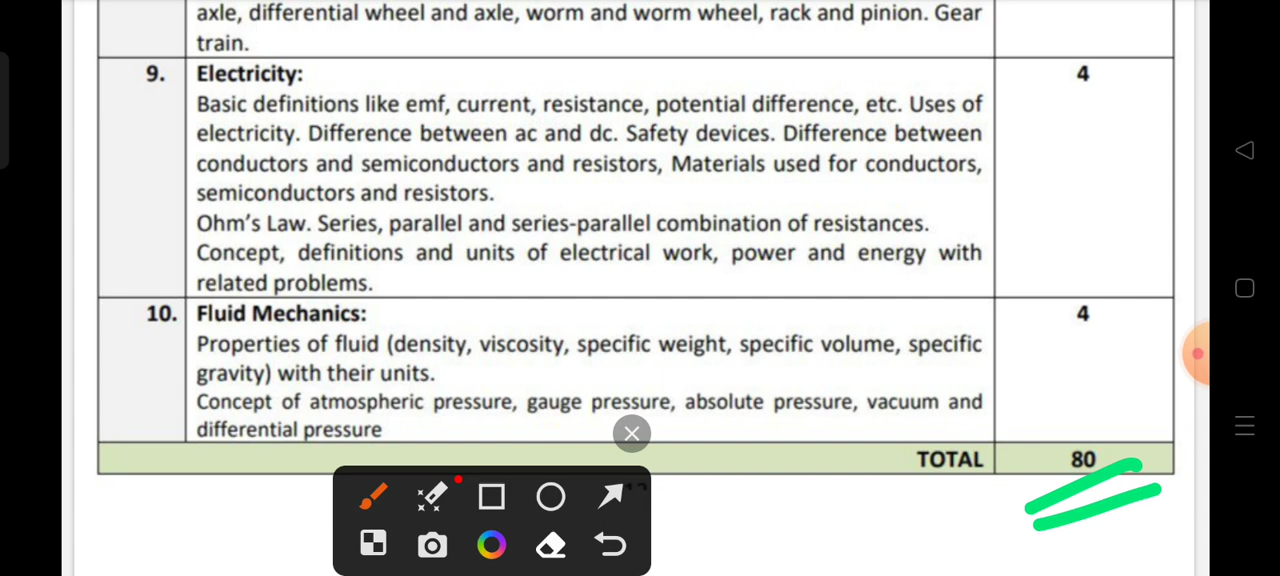 axle, differential wheel and axle, worm and worm wheel, rack and pinion. Gear
train.
9. Electricity: 4
Basic definitions like emf, current, resistance, potential difference, etc. Uses of
electricity. Difference between ac and dc. Safety devices. Difference between
conductors and semiconductors and resistors, Materials used for conductors,
semiconductors and resistors.
Ohm's Law. Series, parallel and series-parallel combination of resistances.
Concept, definitions and units of electrical work, power and energy with
related problems.
10. Fluid Mechanics: 4
Properties of fluid (density, viscosity, specific weight, specific volume, specific
gravity) with their units.
Concept of atmospheric pressure, gauge pressure, absolute pressure, vacuum and
differential pressure
TOTAL 80